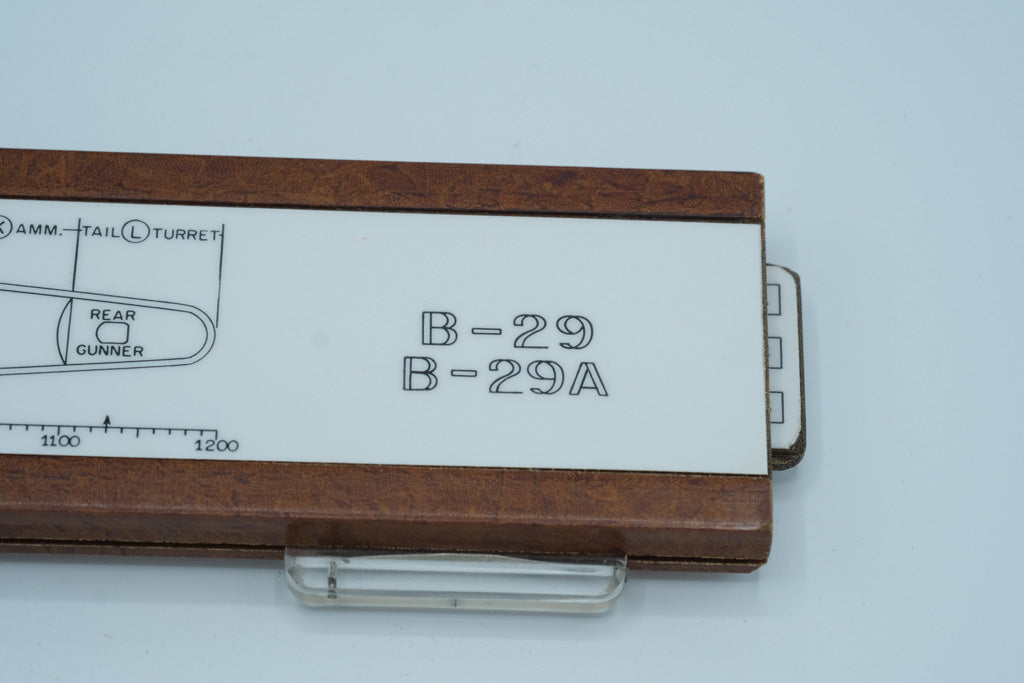 K AMM. TAIL L TURRET
REAR
GUNNER
1100 1200
B-29
B-29A